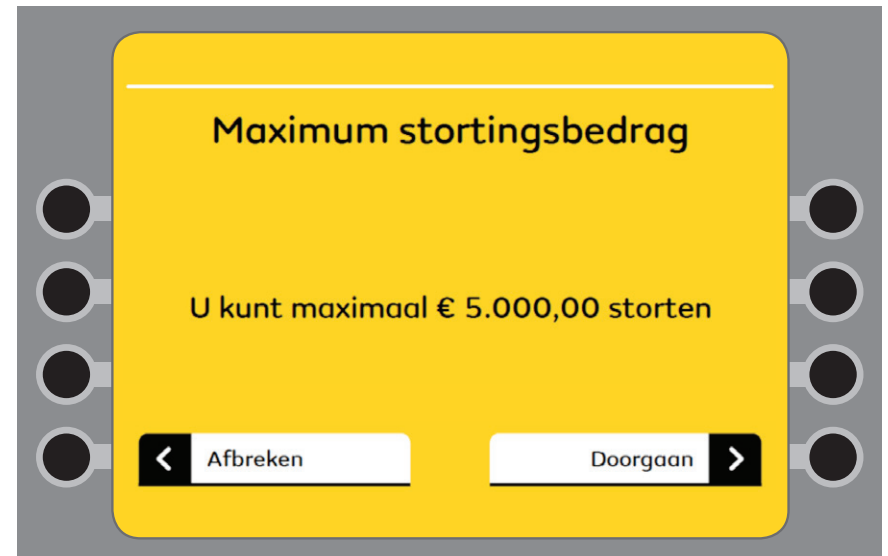 Maximum stortingsbedrag
U kunt maximaal € 5.000,00 storten
Afbreken
Doorgaan